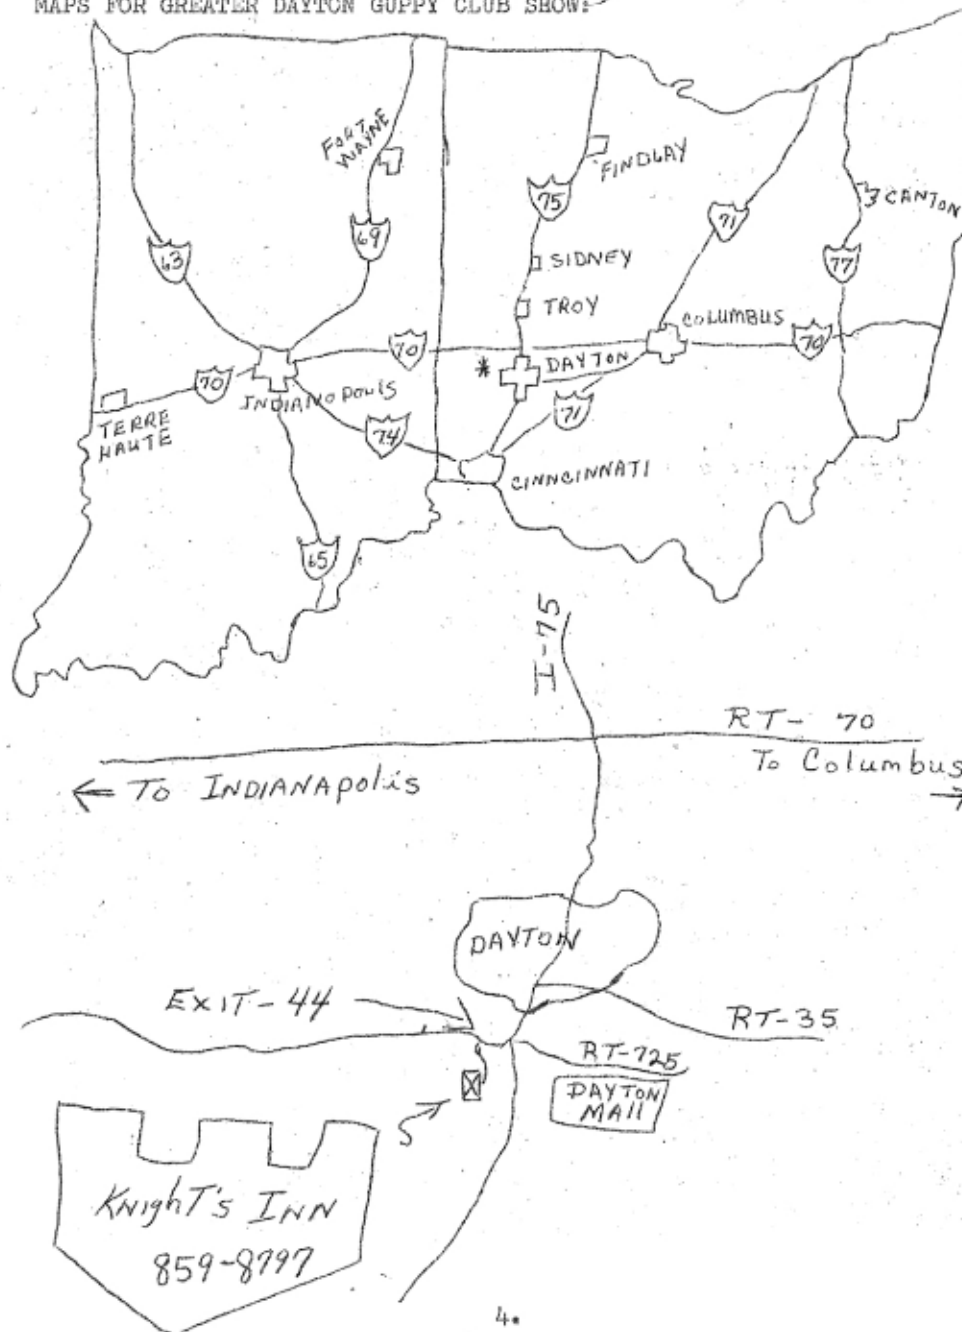 MAPS FOR GREATER DAYTON GUPPY CLUB SHOW:
FORT
WAYNE
FINDLAY
75
71
CANTON
69
63
SIDNEY
77
TROY
COLUMBUS
70
70
* DAYTON
70
INDIANOPOLIS
71
TERRE
HAUTE
74
CINNCINNATI
65
I-75
RT- 70
To Columbus
To INDIANApolis
DAYTON
EXIT-44
RT-35
RT-725
DAYTON
MAll
KnighT's INN
859-8797
4.